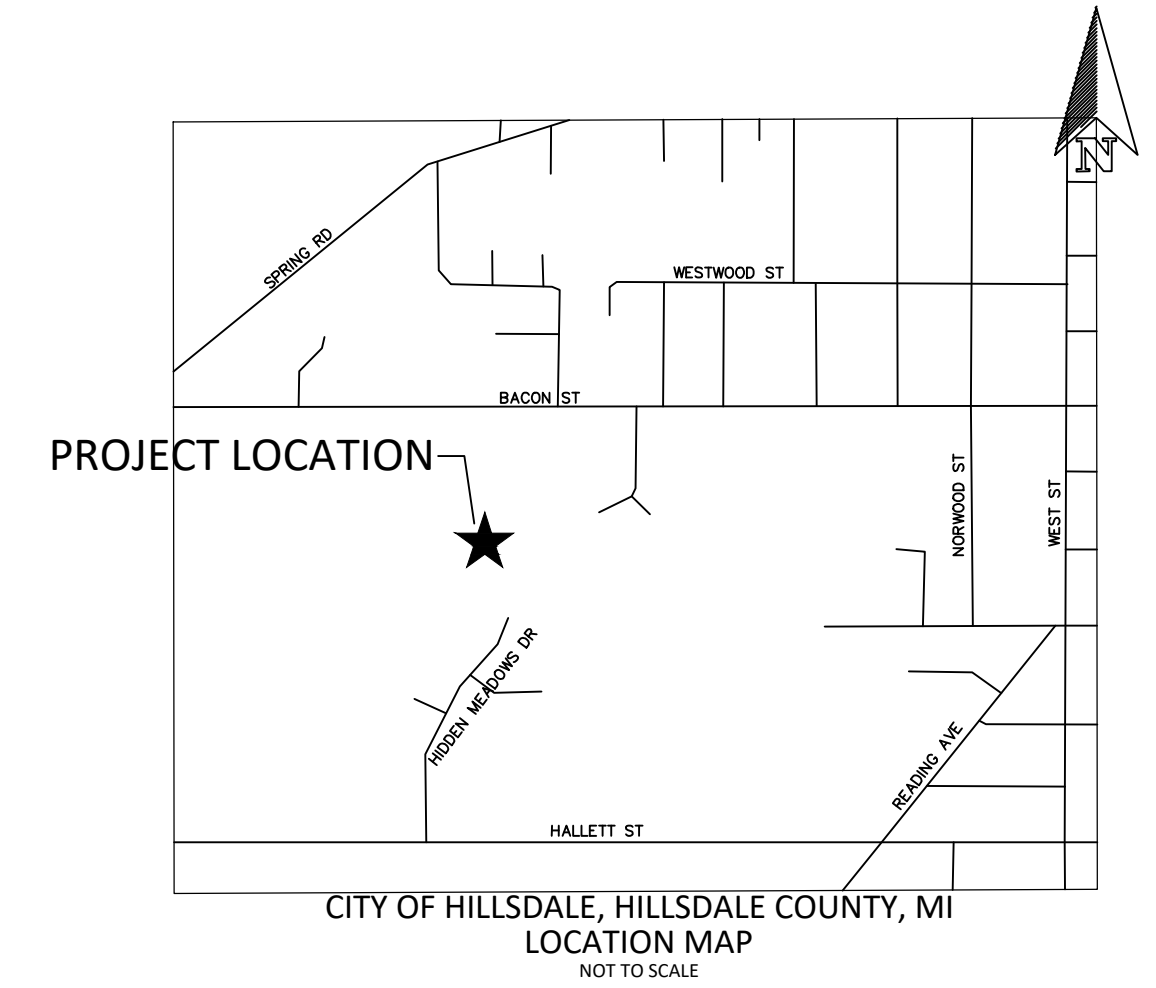 N
SPRING RD
WESTWOOD ST
BACON ST
PROJECT LOCATION
NORWOOD ST
WEST ST
HIDDEN MEADOWS DR
READING AVE
HALLETT ST
CITY OF HILLSDALE, HILLSDALE COUNTY, MI
LOCATION MAP
NOT TO SCALE